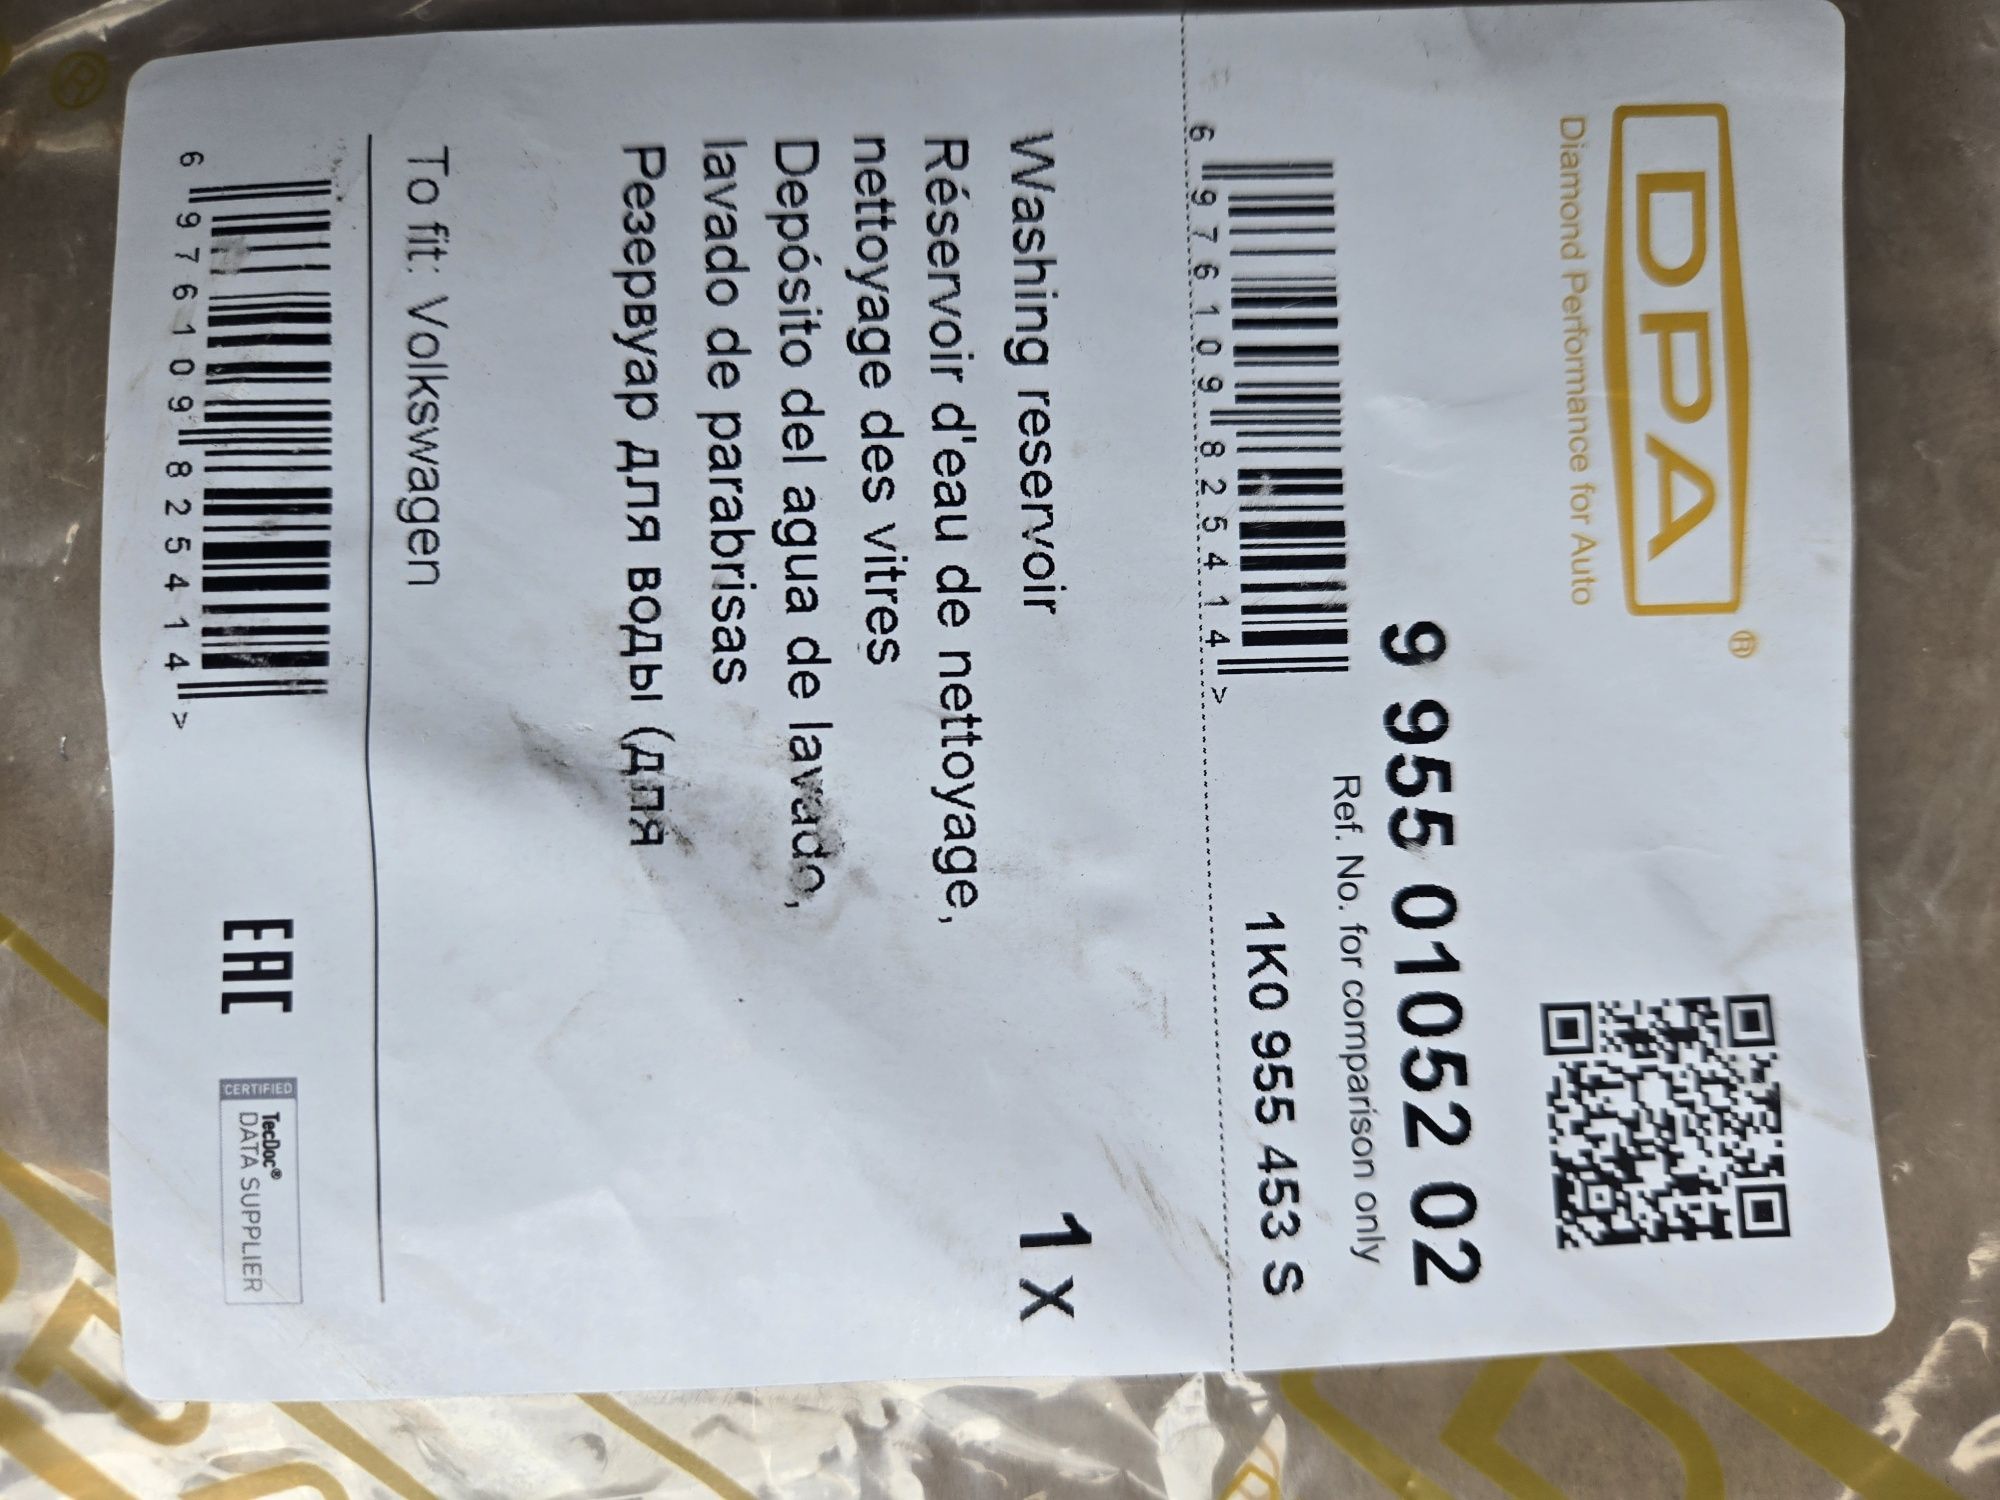 DPA®
Diamond Performance for Auto
9 955 01052 02
Ref. No. for comparison only
1K0 955 453 S
6 976109 825414 >
Washing reservoir
1 x
Réservoir d'eau de nettoyage,
nettoyage des vitres
Depósito del agua de lavado,
lavado de parabrisas
Резервуар для воды (для
To fit: Volkswagen
6 976109 825414 >
EAC
CERTIFIED
TecDoc®
DATA SUPPLIER
®